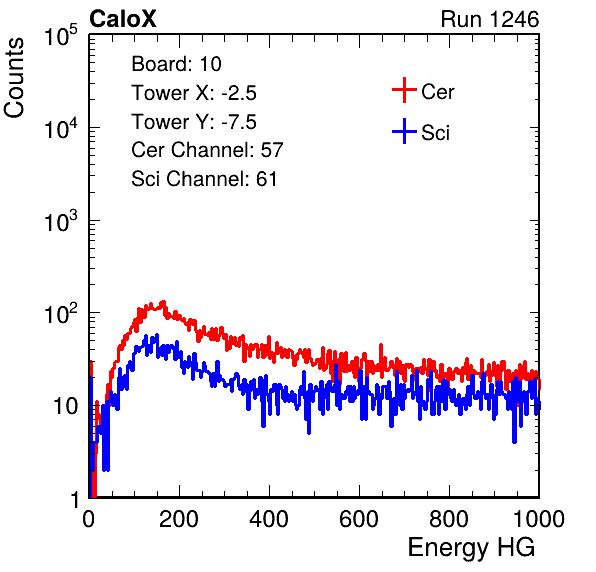 CaloX
Run 1246
Counts
10^5
10^4
10^3
10^2
10
1
Board: 10
Tower X: -2.5
Tower Y: -7.5
Cer Channel: 57
Sci Channel: 61
Cer
Sci
0 200 400 600 800 1000
Energy HG